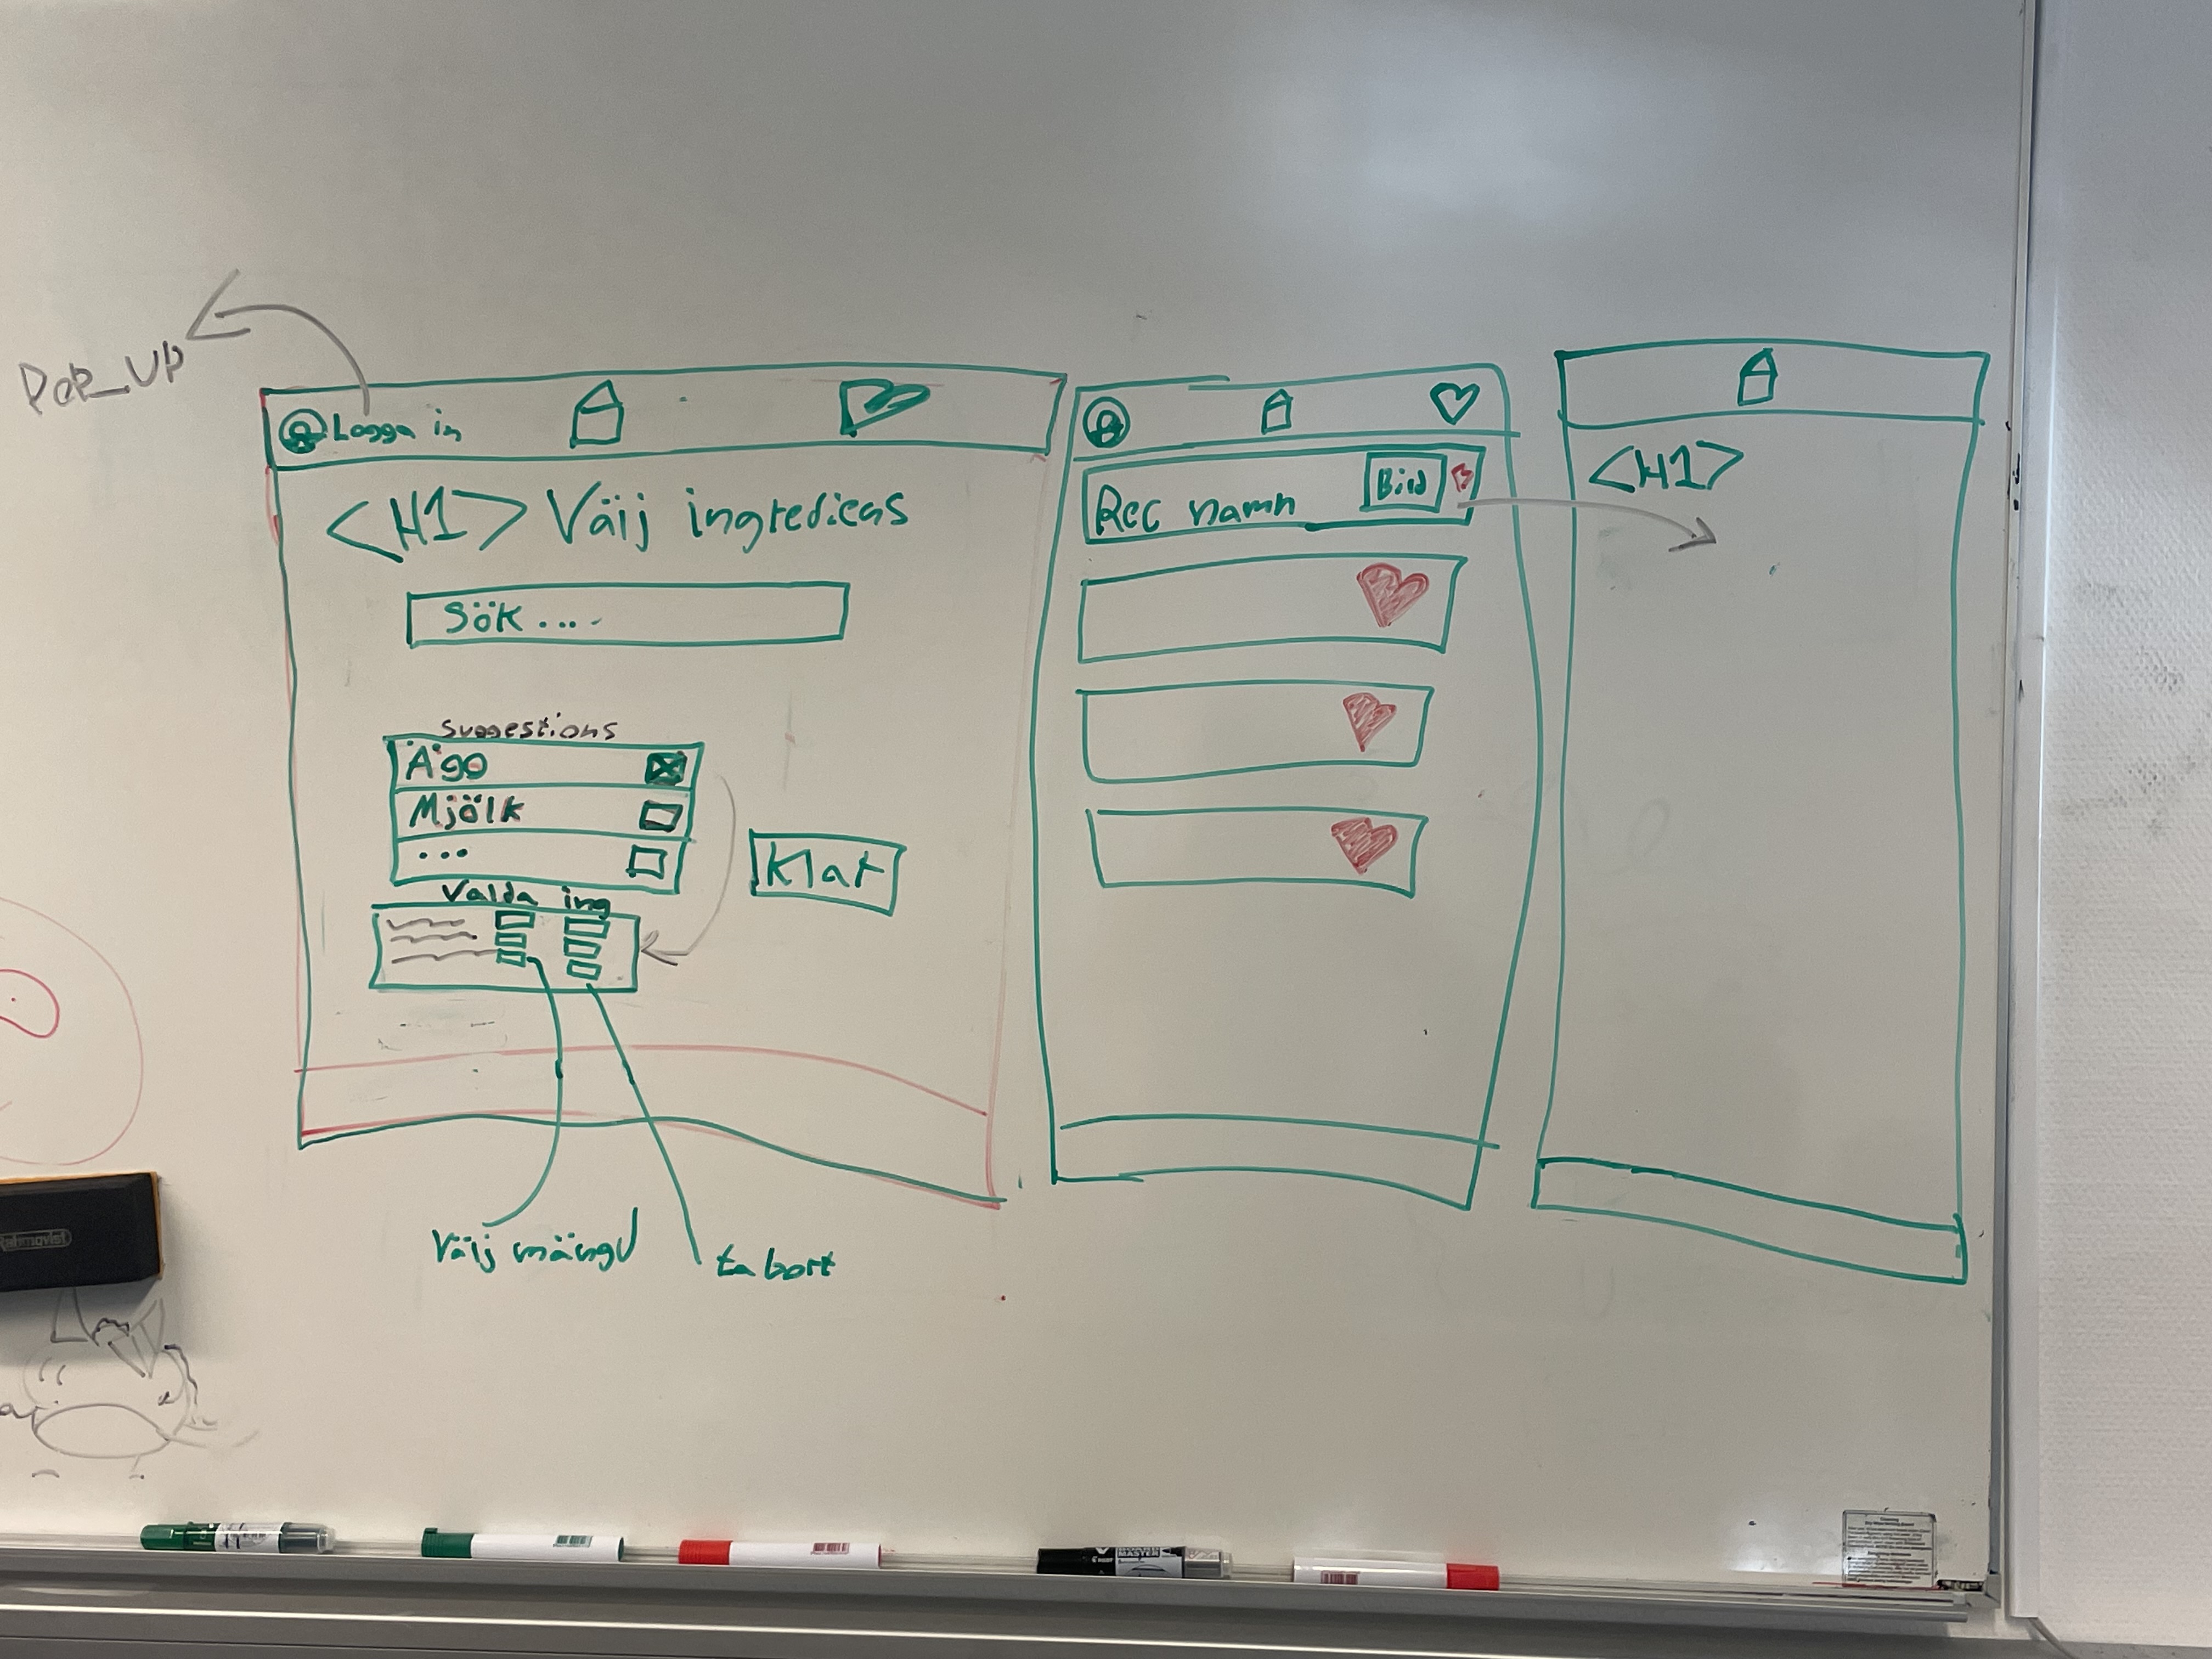 Pop_UP
Logga in
<H1> Välj ingrediens
Sök ....
Suggestions
Ägg
Mjölk
...
Valda ing
Klar
Välj mängd
ta bort
Rec namn
Bild
<H1>